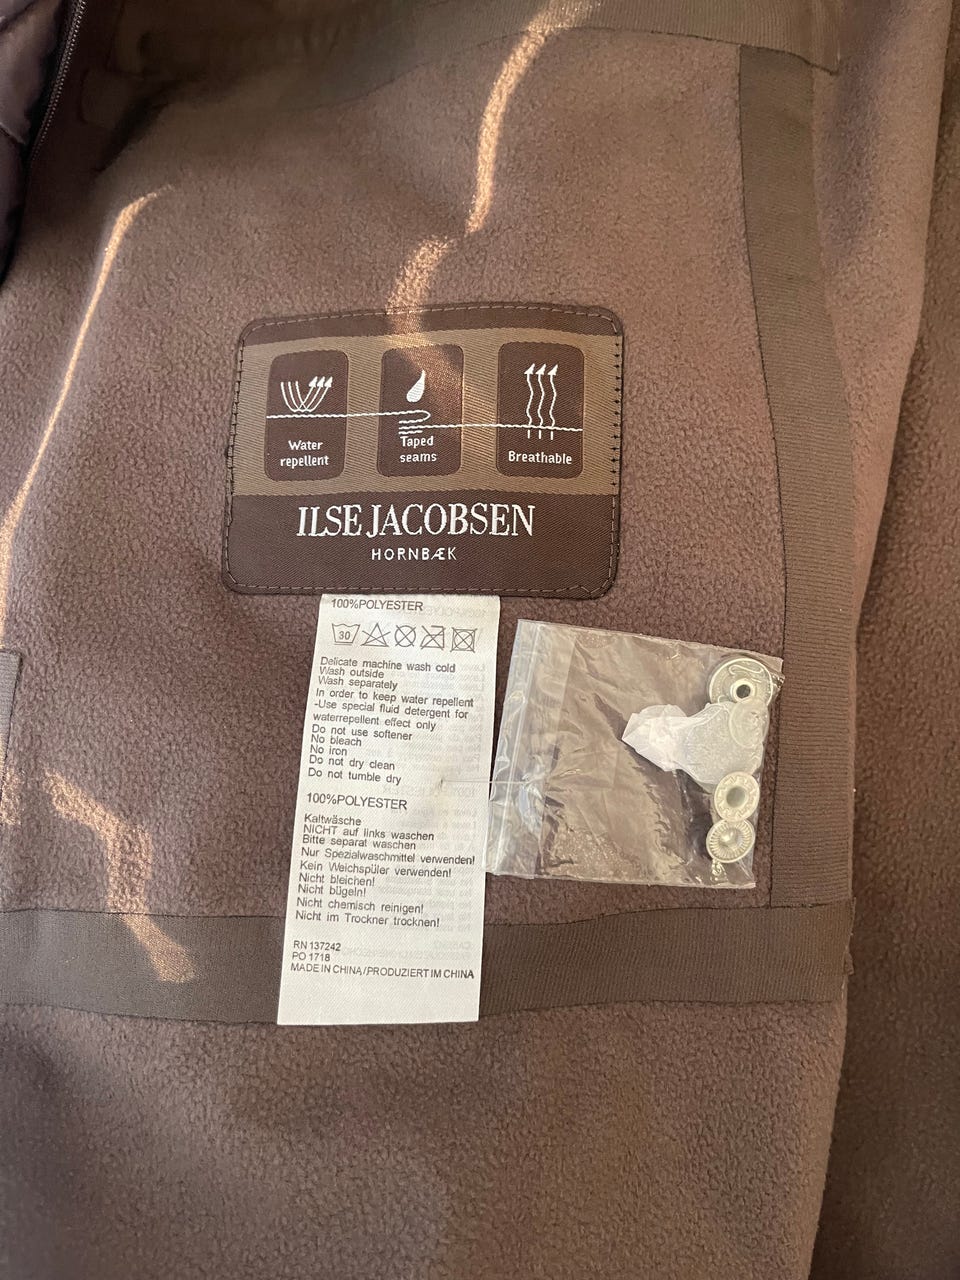 Water
repellent
Taped
seams
Breathable
ILSE JACOBSEN
HORNBÆK
100%POLYESTER
30
Delicate machine wash cold
Wash outside
Wash separately
In order to keep water repellent
-Use special fluid detergent for
waterrepellent effect only
Do not use softener
No bleach
No iron
Do not dry clean
Do not tumble dry
100%POLYESTER
Kaltwäsche
NICHT auf links waschen
Bitte separat waschen
Nur Spezialwaschmittel verwenden!
Kein Weichspüler verwenden!
Nicht bleichen!
Nicht bügeln!
Nicht chemisch reinigen!
Nicht im Trockner trocknen!
RN 137242
PO 1718
MADE IN CHINA/PRODUZIERT IM CHINA